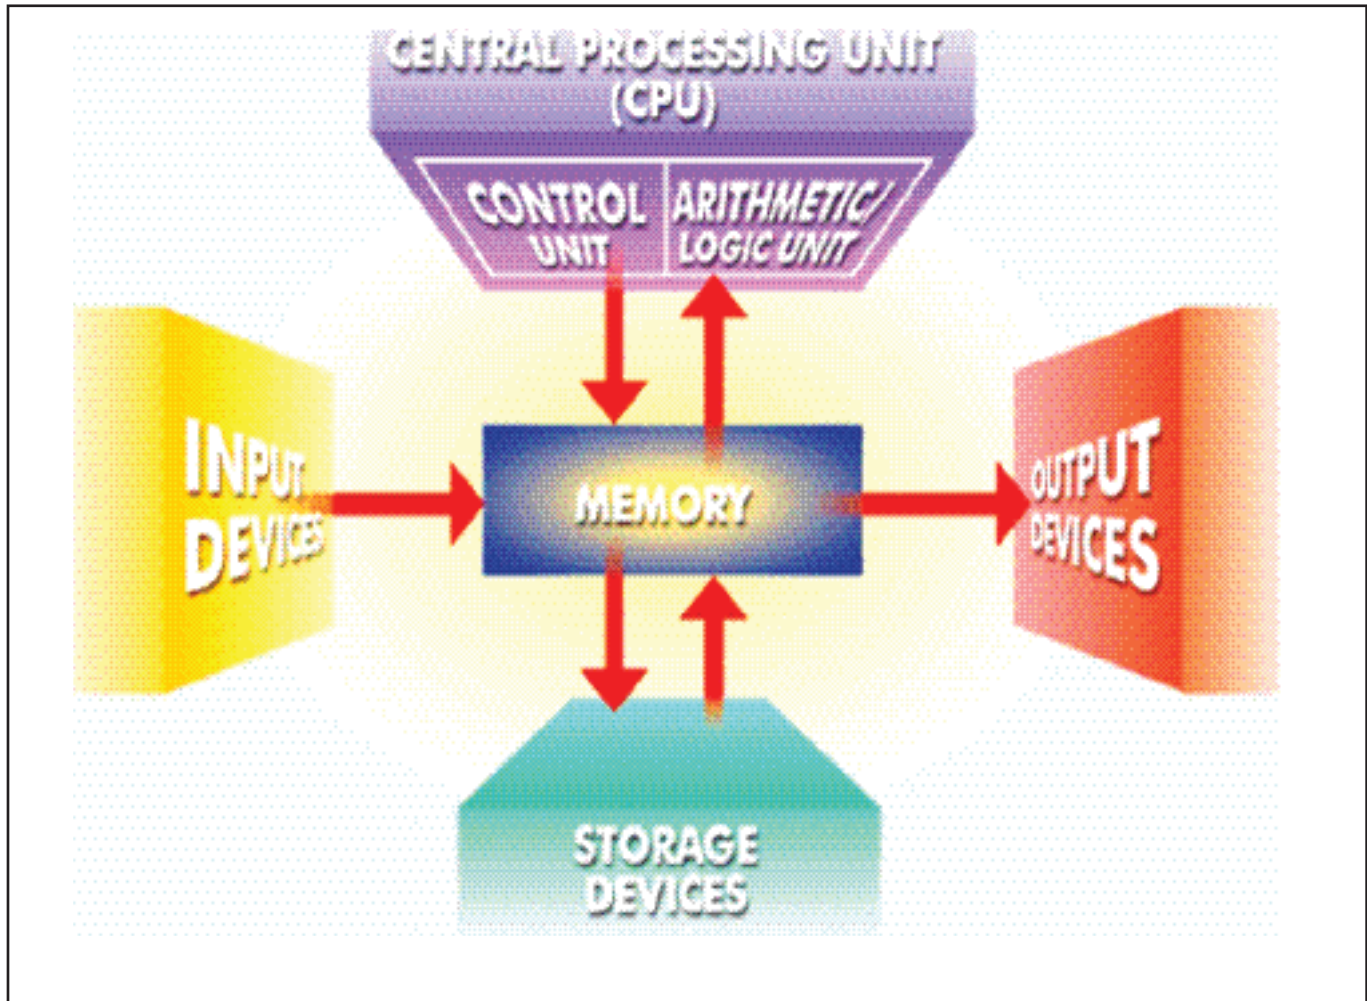 CENTRAL PROCESSING UNIT
(CPU)
CONTROL
UNIT
ARITHMETIC/
LOGIC UNIT
INPUT
DEVICES
MEMORY
OUTPUT
DEVICES
STORAGE
DEVICES